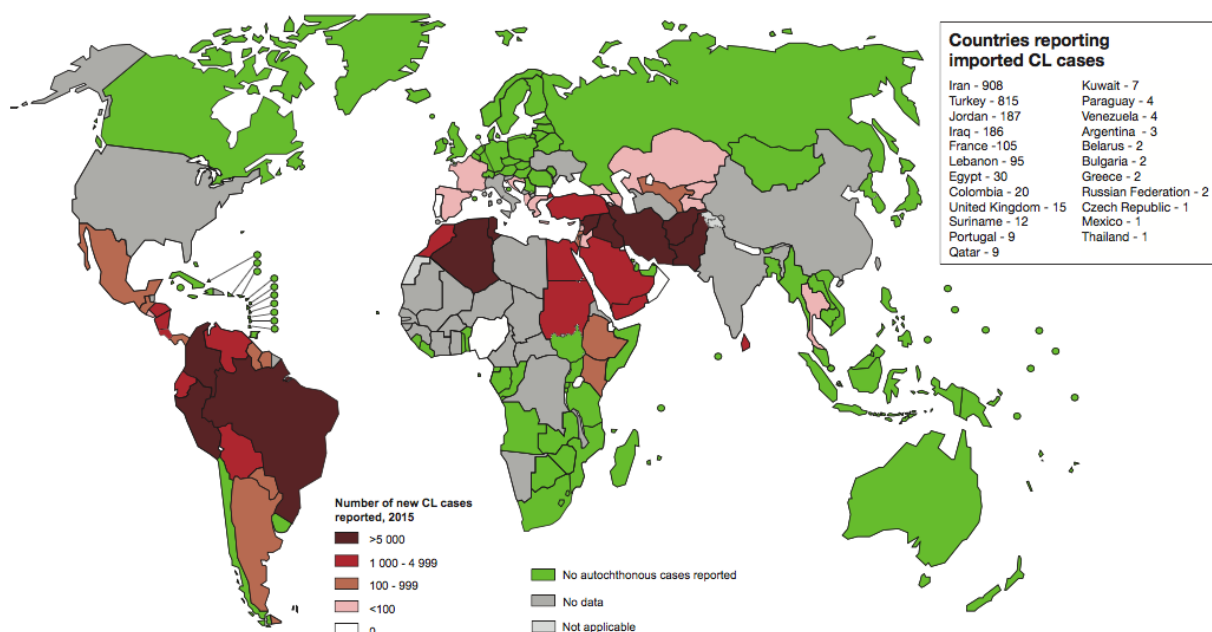 Countries reporting
imported CL cases
Iran - 908
Turkey - 815
Jordan - 187
Iraq - 186
France -105
Lebanon - 95
Egypt - 30
Colombia - 20
United Kingdom - 15
Suriname - 12
Portugal - 9
Qatar - 9
Kuwait - 7
Paraguay - 4
Venezuela - 4
Argentina - 3
Belarus - 2
Bulgaria - 2
Greece - 2
Russian Federation - 2
Czech Republic - 1
Mexico - 1
Thailand - 1
Number of new CL cases
reported, 2015
>5 000
1 000 - 4 999
100 - 999
<100
0
No autochthonous cases reported
No data
Not applicable